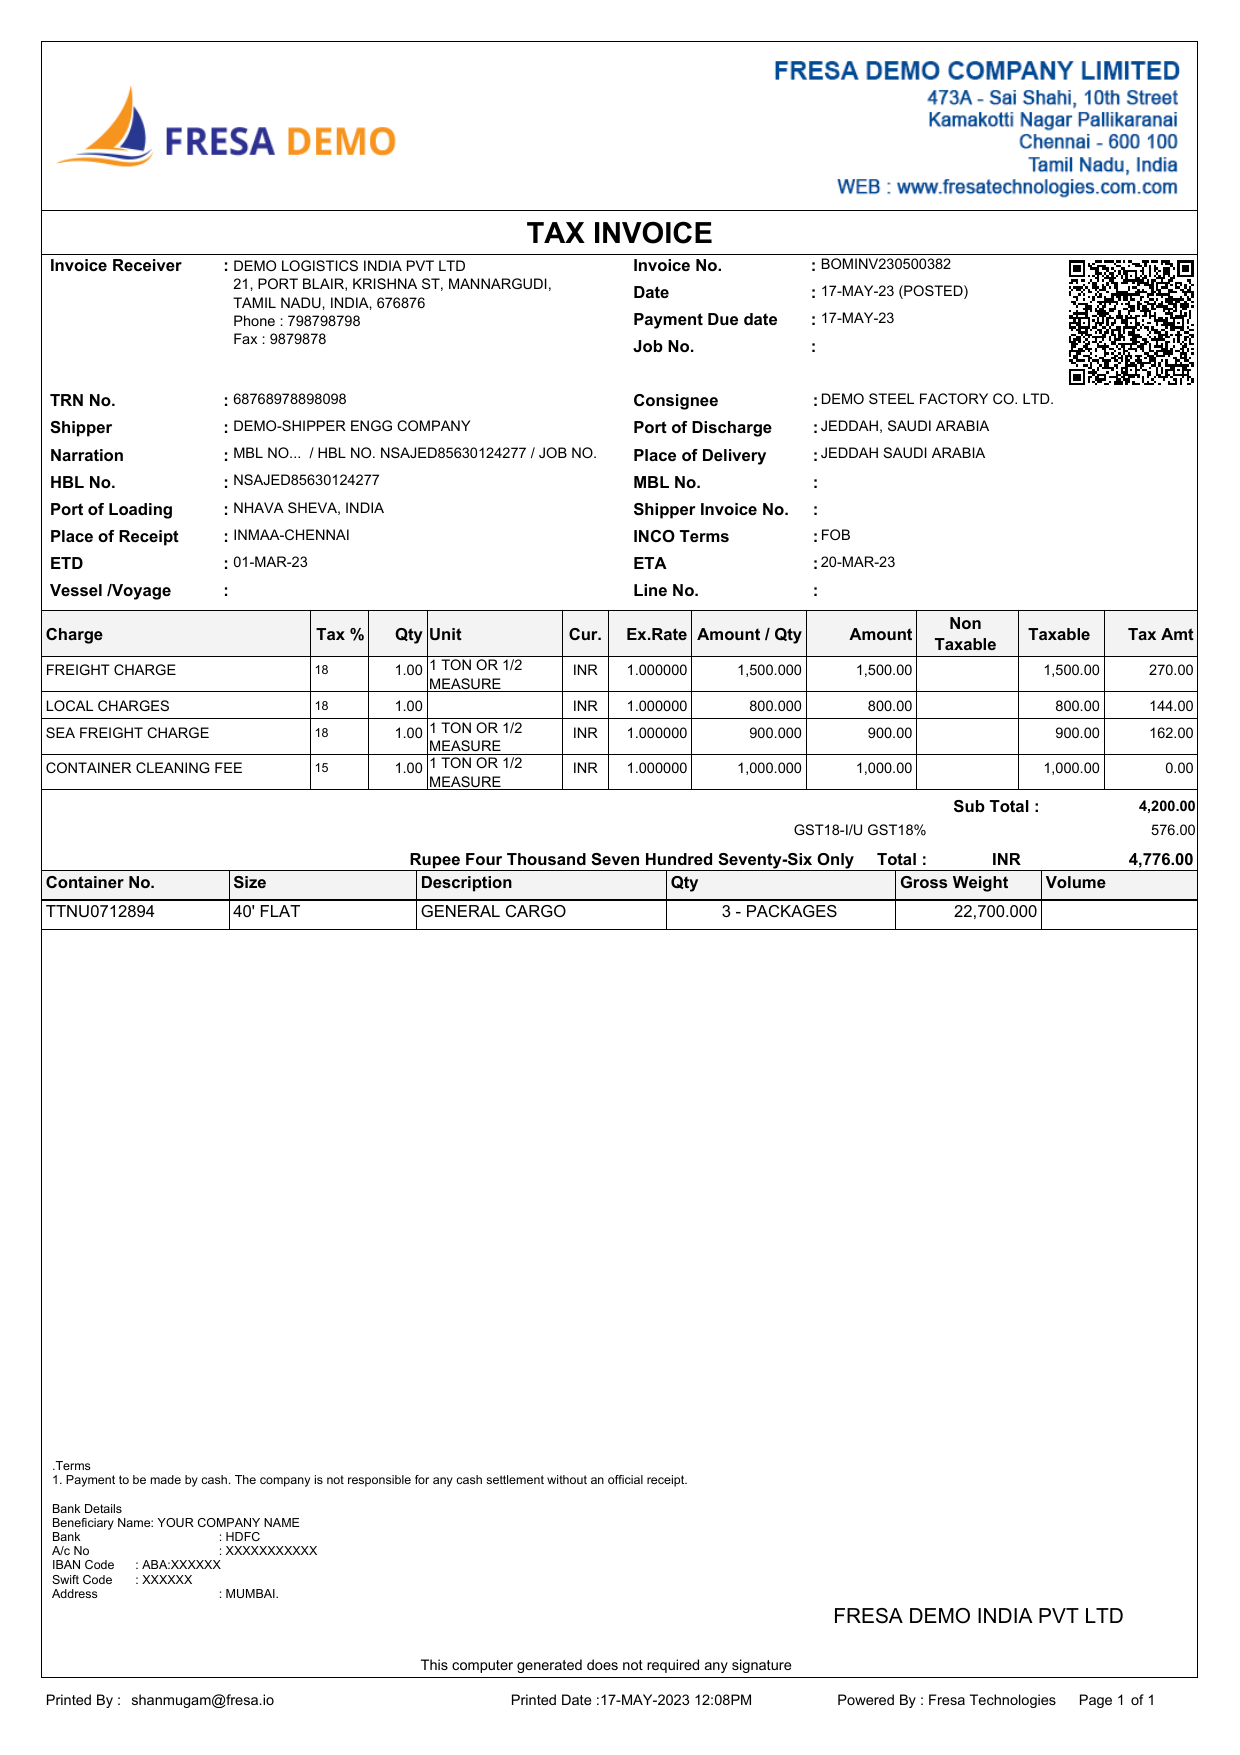 FRESA DEMO
FRESA DEMO COMPANY LIMITED
473A - Sai Shahi, 10th Street
Kamakotti Nagar Pallikaranai
Chennai - 600 100
Tamil Nadu, India
WEB : www.fresatechnologies.com.com
TAX INVOICE
Invoice Receiver : DEMO LOGISTICS INDIA PVT LTD
21, PORT BLAIR, KRISHNA ST, MANNARGUDI,
TAMIL NADU, INDIA, 676876
Phone : 798798798
Fax : 9879878
Invoice No. : BOMINV230500382
Date : 17-MAY-23 (POSTED)
Payment Due date : 17-MAY-23
Job No. :
TRN No. : 68768978898098 Consignee : DEMO STEEL FACTORY CO. LTD.
Shipper : DEMO-SHIPPER ENGG COMPANY Port of Discharge : JEDDAH, SAUDI ARABIA
Narration : MBL NO... / HBL NO. NSAJED85630124277 / JOB NO. Place of Delivery : JEDDAH SAUDI ARABIA
HBL No. : NSAJED85630124277 MBL No. :
Port of Loading : NHAVA SHEVA, INDIA Shipper Invoice No. :
Place of Receipt : INMAA-CHENNAI INCO Terms : FOB
ETD : 01-MAR-23 ETA : 20-MAR-23
Vessel /Voyage : Line No. :
Charge Tax % Qty Unit Cur. Ex.Rate Amount / Qty Amount Non Taxable Taxable Tax Amt
FREIGHT CHARGE 18 1.00 1 TON OR 1/2 MEASURE INR 1.000000 1,500.000 1,500.00 1,500.00 270.00
LOCAL CHARGES 18 1.00 INR 1.000000 800.000 800.00 800.00 144.00
SEA FREIGHT CHARGE 18 1.00 1 TON OR 1/2 MEASURE INR 1.000000 900.000 900.00 900.00 162.00
CONTAINER CLEANING FEE 15 1.00 1 TON OR 1/2 MEASURE INR 1.000000 1,000.000 1,000.00 1,000.00 0.00
Sub Total : 4,200.00
GST18-I/U GST18% 576.00
Rupee Four Thousand Seven Hundred Seventy-Six Only Total : INR 4,776.00
Container No. Size Description Qty Gross Weight Volume
TTNU0712894 40' FLAT GENERAL CARGO 3 - PACKAGES 22,700.000
.Terms
1. Payment to be made by cash. The company is not responsible for any cash settlement without an official receipt.
Bank Details
Beneficiary Name: YOUR COMPANY NAME
Bank : HDFC
A/c No : XXXXXXXXXXX
IBAN Code : ABA:XXXXXX
Swift Code : XXXXXX
Address : MUMBAI.
FRESA DEMO INDIA PVT LTD
This computer generated does not required any signature
Printed By : shanmugam@fresa.io Printed Date :17-MAY-2023 12:08PM Powered By : Fresa Technologies Page 1 of 1